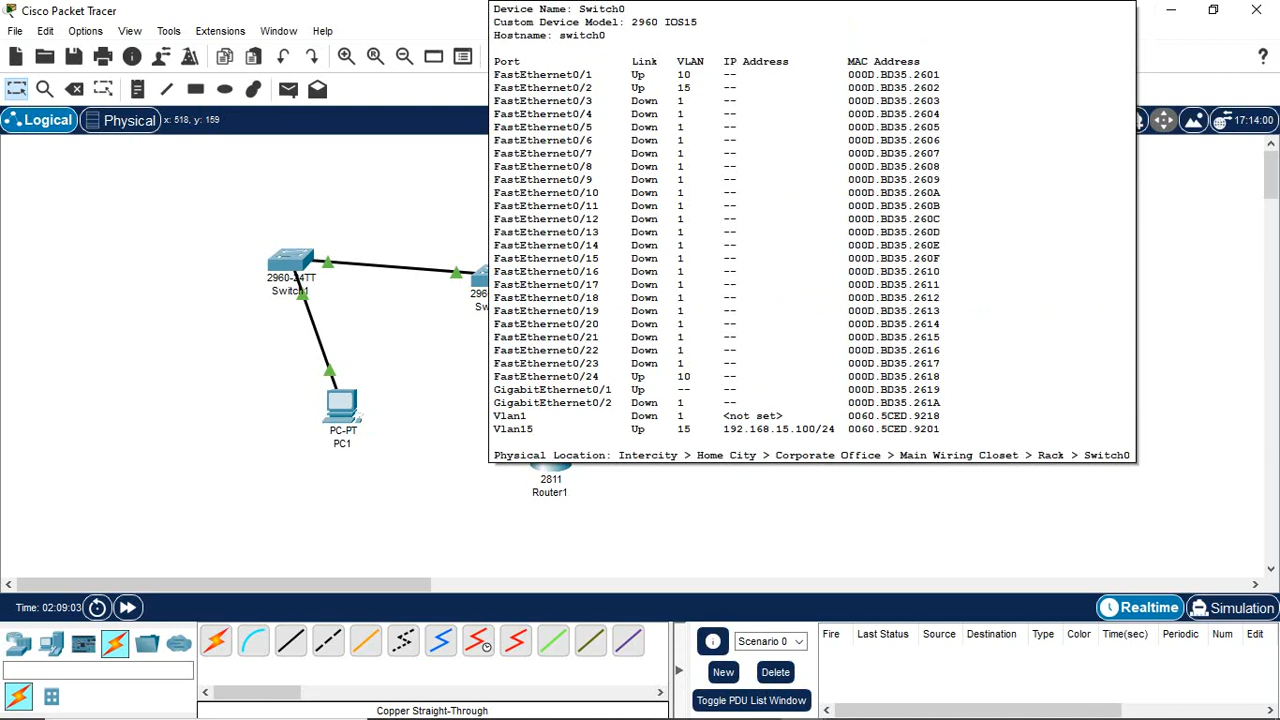 Cisco Packet Tracer
File Edit Options View Tools Extensions Window Help
Logical Physical x: 518, y: 159
17:14:00
Device Name: Switch0
Custom Device Model: 2960 IOS15
Hostname: switch0
Port Link VLAN IP Address MAC Address
FastEthernet0/1 Up 10 -- 000D.BD35.2601
FastEthernet0/2 Up 15 -- 000D.BD35.2602
FastEthernet0/3 Down 1 -- 000D.BD35.2603
FastEthernet0/4 Down 1 -- 000D.BD35.2604
FastEthernet0/5 Down 1 -- 000D.BD35.2605
FastEthernet0/6 Down 1 -- 000D.BD35.2606
FastEthernet0/7 Down 1 -- 000D.BD35.2607
FastEthernet0/8 Down 1 -- 000D.BD35.2608
FastEthernet0/9 Down 1 -- 000D.BD35.2609
FastEthernet0/10 Down 1 -- 000D.BD35.260A
FastEthernet0/11 Down 1 -- 000D.BD35.260B
FastEthernet0/12 Down 1 -- 000D.BD35.260C
FastEthernet0/13 Down 1 -- 000D.BD35.260D
FastEthernet0/14 Down 1 -- 000D.BD35.260E
FastEthernet0/15 Down 1 -- 000D.BD35.260F
FastEthernet0/16 Down 1 -- 000D.BD35.2610
FastEthernet0/17 Down 1 -- 000D.BD35.2611
FastEthernet0/18 Down 1 -- 000D.BD35.2612
FastEthernet0/19 Down 1 -- 000D.BD35.2613
FastEthernet0/20 Down 1 -- 000D.BD35.2614
FastEthernet0/21 Down 1 -- 000D.BD35.2615
FastEthernet0/22 Down 1 -- 000D.BD35.2616
FastEthernet0/23 Down 1 -- 000D.BD35.2617
FastEthernet0/24 Up 10 -- 000D.BD35.2618
GigabitEthernet0/1 Up -- -- 000D.BD35.2619
GigabitEthernet0/2 Down 1 -- 000D.BD35.261A
Vlan1 Down 1 <not set> 0060.5CED.9218
Vlan15 Up 15 192.168.15.100/24 0060.5CED.9201
Physical Location: Intercity > Home City > Corporate Office > Main Wiring Closet > Rack > Switch0
2960-24TT
Switch1
296
Sw
PC-PT
PC1
2811
Router1
Time: 02:09:03
Realtime Simulation
Scenario 0
New Delete
Toggle PDU List Window
Fire Last Status Source Destination Type Color Time(sec) Periodic Num Edit
Copper Straight-Through